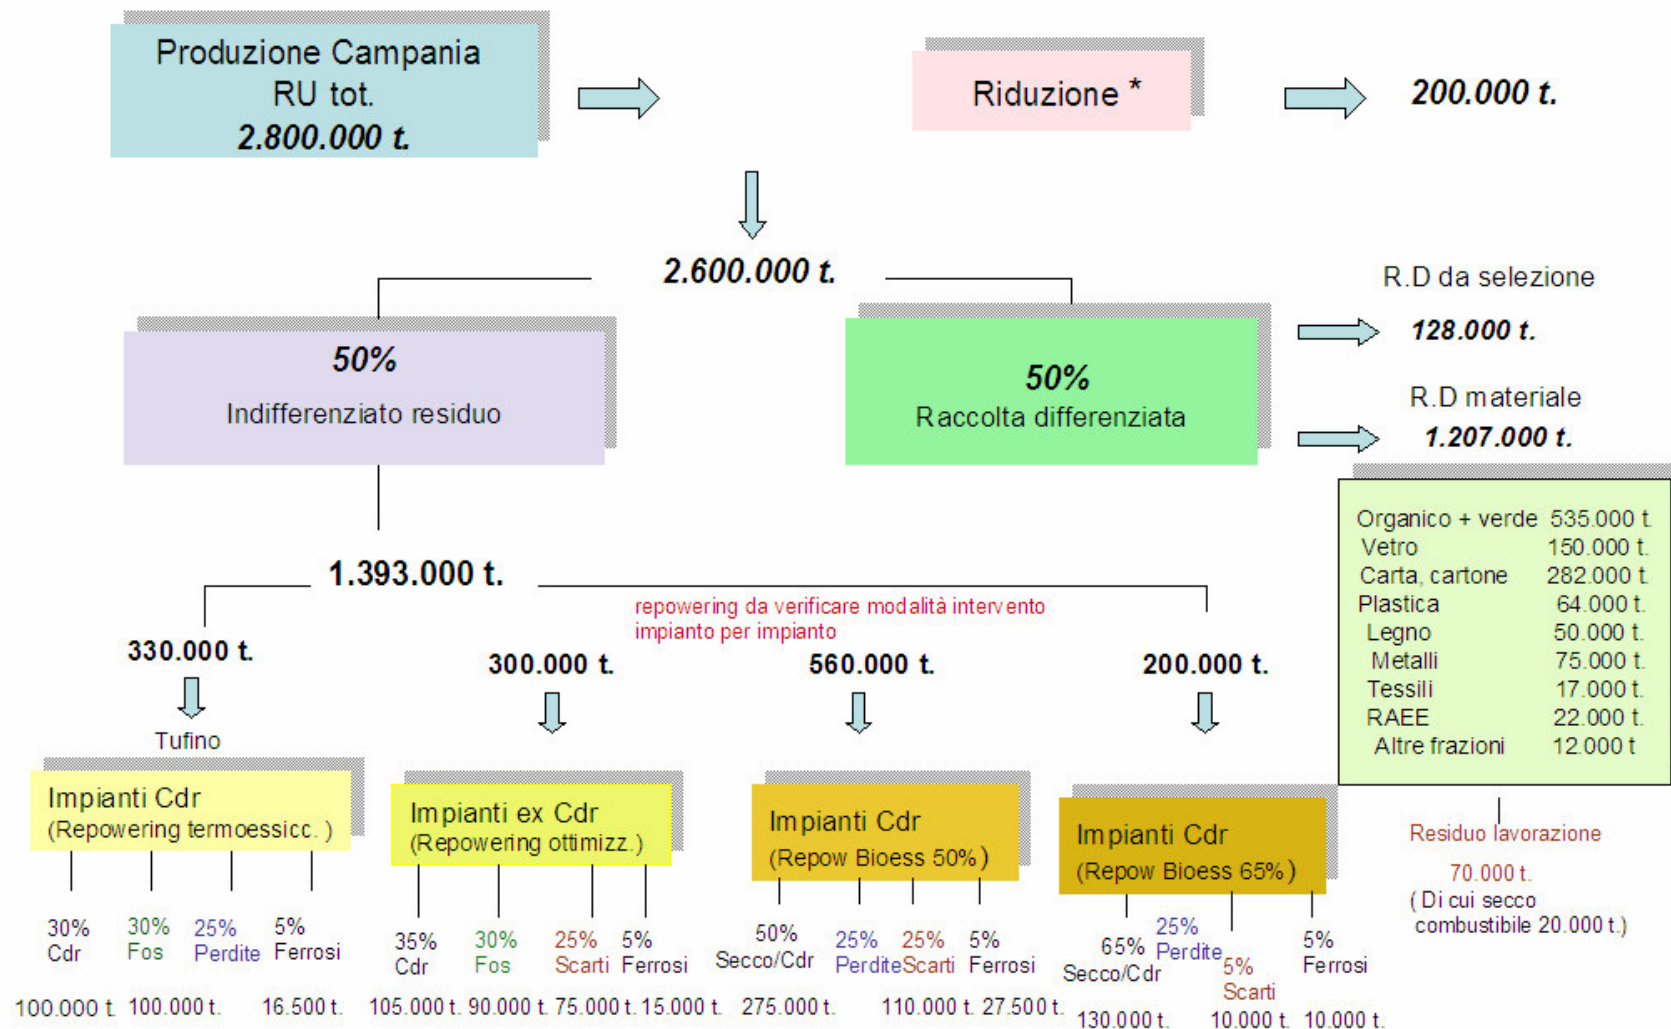 Produzione Campania
RU tot.
2.800.000 t.
Riduzione *
200.000 t.
2.600.000 t.
50%
Indifferenziato residuo
50%
Raccolta differenziata
R.D da selezione
128.000 t.
R.D materiale
1.207.000 t.
Organico + verde 535.000 t.
Vetro 150.000 t.
Carta, cartone 282.000 t.
Plastica 64.000 t.
Legno 50.000 t.
Metalli 75.000 t.
Tessili 17.000 t.
RAEE 22.000 t.
Altre frazioni 12.000 t
Residuo lavorazione
70.000 t.
( Di cui secco
combustibile 20.000 t.)
1.393.000 t.
repowering da verificare modalità intervento
impianto per impianto
330.000 t.
300.000 t.
560.000 t.
200.000 t.
Tufino
Impianti Cdr
(Repowering termoessicc. )
30%
Cdr
30%
Fos
25%
Perdite
5%
Ferrosi
100.000 t. 100.000 t. 16.500 t.
Impianti ex Cdr
(Repowering ottimizz.)
35%
Cdr
30%
Fos
25%
Scarti
5%
Ferrosi
105.000 t. 90.000 t. 75.000 t. 15.000 t.
Impianti Cdr
(Repow Bioess 50%)
50%
Secco/Cdr
25%
Perdite
25%
Scarti
5%
Ferrosi
275.000 t. 110.000 t. 27.500 t.
Impianti Cdr
(Repow Bioess 65%)
65%
Secco/Cdr
25%
Perdite
5%
Scarti
5%
Ferrosi
130.000 t. 10.000 t. 10.000 t.